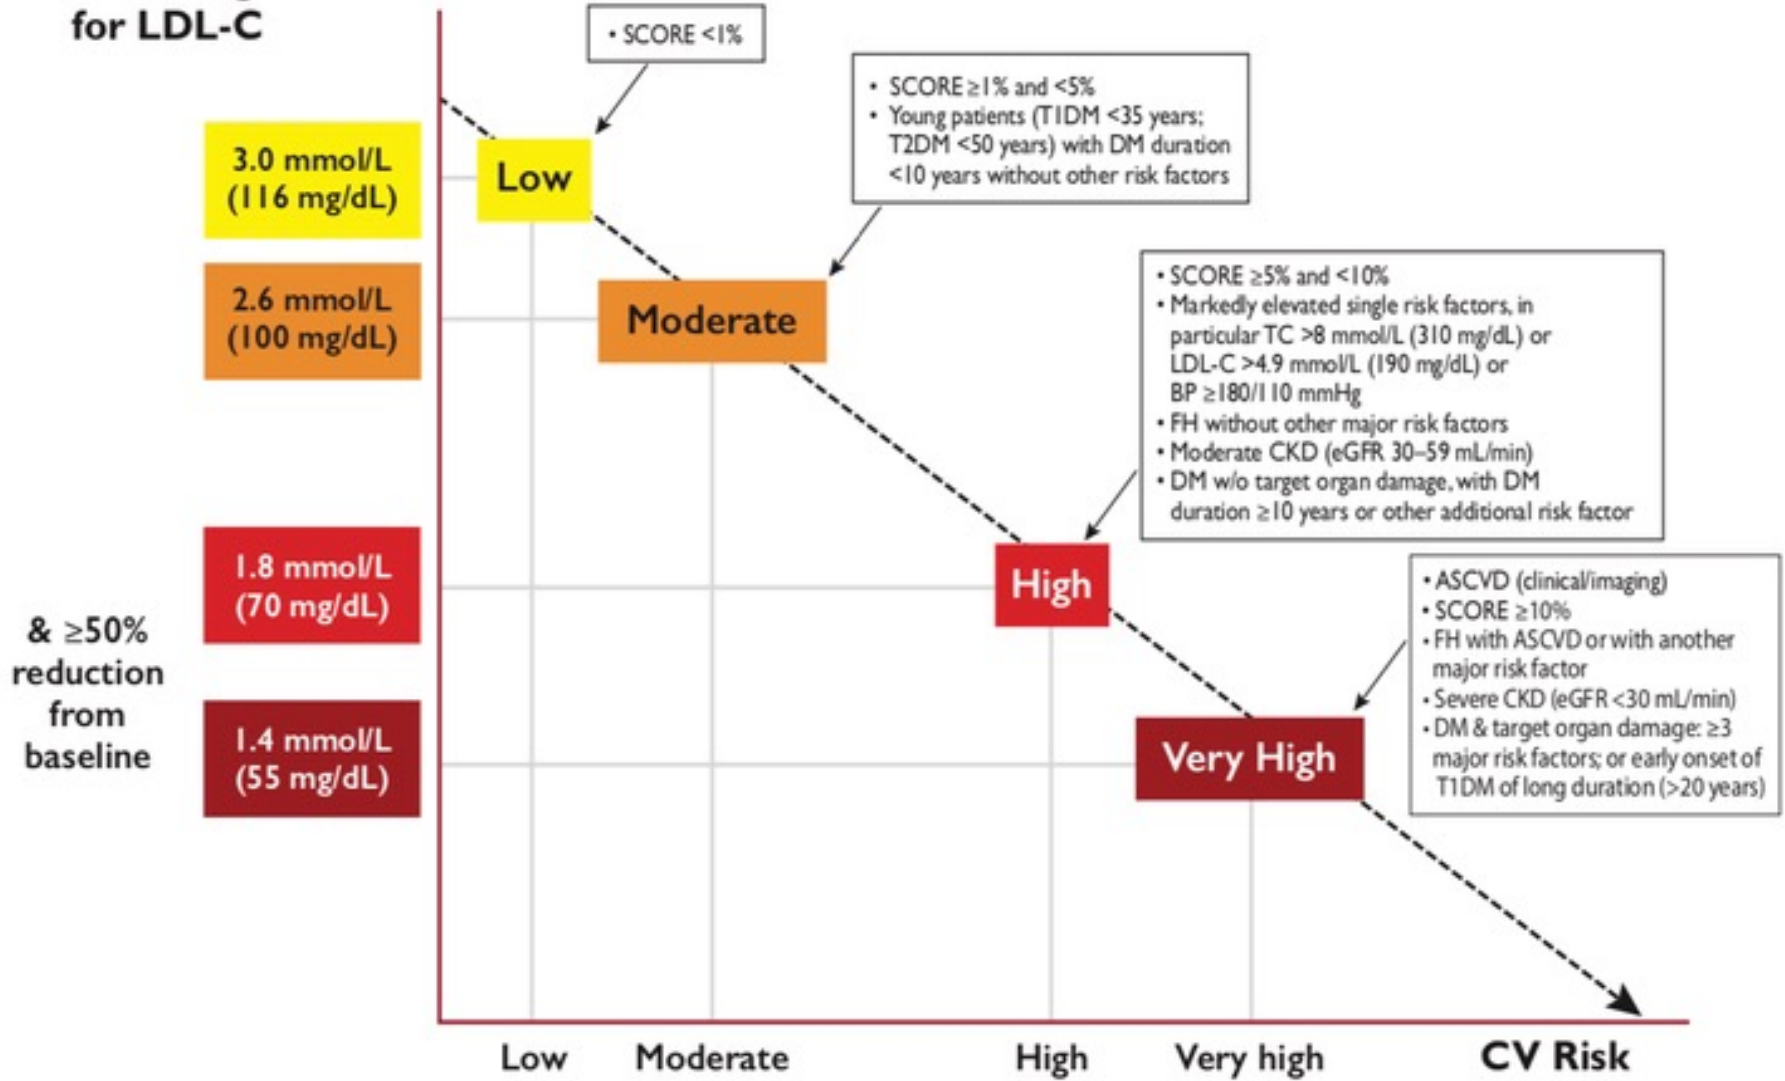 for LDL-C
• SCORE <1%
• SCORE ≥1% and <5%
• Young patients (T1DM <35 years;
T2DM <50 years) with DM duration
<10 years without other risk factors
3.0 mmol/L
(116 mg/dL)
Low
2.6 mmol/L
(100 mg/dL)
Moderate
• SCORE ≥5% and <10%
• Markedly elevated single risk factors, in
particular TC >8 mmol/L (310 mg/dL) or
LDL-C >4.9 mmol/L (190 mg/dL) or
BP ≥180/110 mmHg
• FH without other major risk factors
• Moderate CKD (eGFR 30–59 mL/min)
• DM w/o target organ damage, with DM
duration ≥10 years or other additional risk factor
1.8 mmol/L
(70 mg/dL)
High
& ≥50%
reduction
from
baseline
1.4 mmol/L
(55 mg/dL)
Very High
• ASCVD (clinical/imaging)
• SCORE ≥10%
• FH with ASCVD or with another
major risk factor
• Severe CKD (eGFR <30 mL/min)
• DM & target organ damage: ≥3
major risk factors; or early onset of
T1DM of long duration (>20 years)
Low Moderate High Very high CV Risk